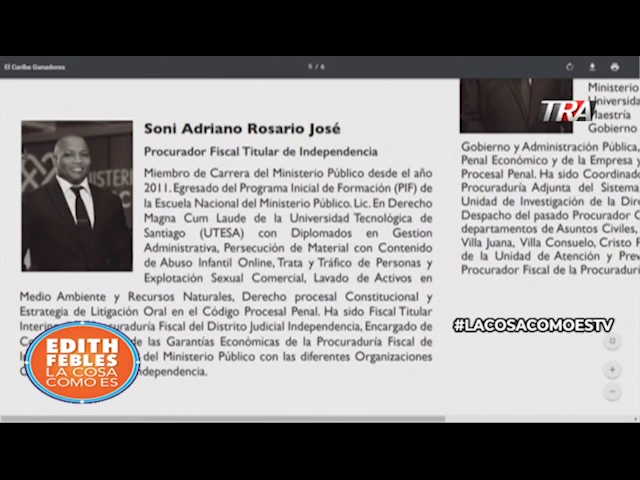 El Caribe Ganadores
5 / 6
TRA
Soni Adriano Rosario José
Procurador Fiscal Titular de Independencia
Miembro de Carrera del Ministerio Público desde el año
2011. Egresado del Programa Inicial de Formación (PIF) de
la Escuela Nacional del Ministerio Público. Lic. En Derecho
Magna Cum Laude de la Universidad Tecnológica de
Santiago (UTESA) con Diplomados en Gestion
Administrativa, Persecución de Material con Contenido
de Abuso Infantil Online, Trata y Tráfico de Personas y
Explotación Sexual Comercial, Lavado de Activos en
Medio Ambiente y Recursos Naturales, Derecho procesal Constitucional y
Estrategia de Litigación Oral en el Código Procesal Penal. Ha sido Fiscal Titular
Interin Procuraduría Fiscal del Distrito Judicial Independencia, Encargado de
de las Garantías Económicas de la Procuraduría Fiscal de
del Ministerio Público con las diferentes Organizaciones
Independencia.
Ministerio
Universida
Maestría
Gobierno
Gobierno y Administración Pública,
Penal Económico y de la Empresa y
Procesal Penal. Ha sido Coordinado
Procuraduría Adjunta del Sistema
Unidad de Investigación de la Dire
Despacho del pasado Procurador G
departamentos de Asuntos Civiles,
Villa Juana, Villa Consuelo, Cristo R
de la Unidad de Atención y Prev
Procurador Fiscal de la Procuradurí
#LACOSACOMOESTV
EDITH
FEBLES
LA COSA
COMO ES